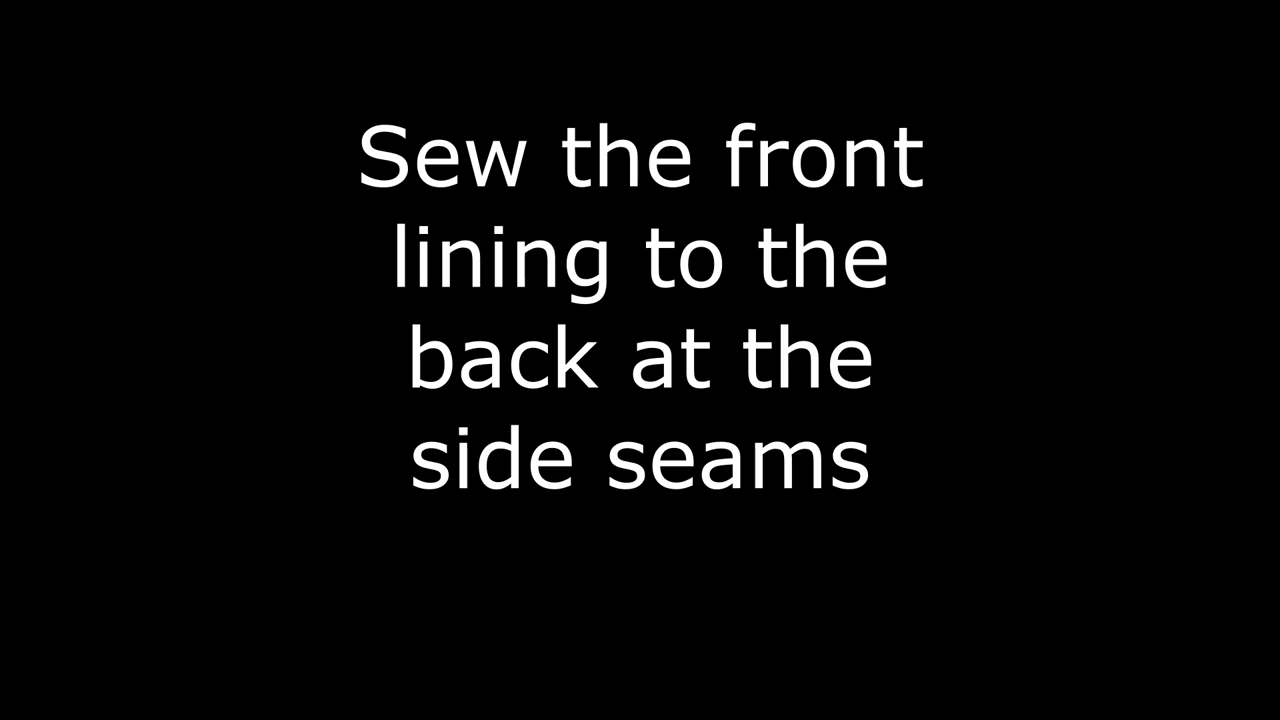 Sew the front
lining to the
back at the
side seams